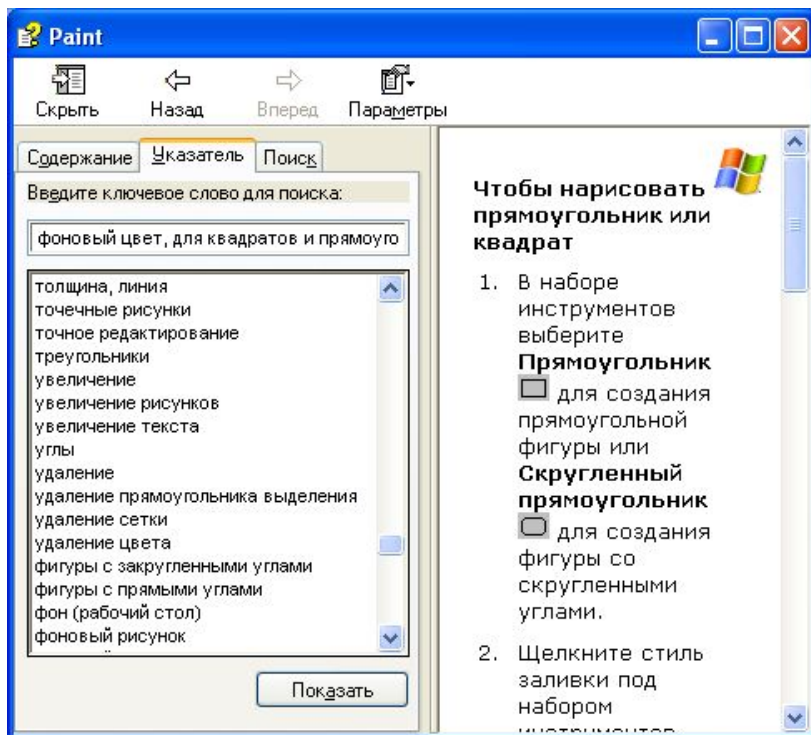 Paint
Скрыть Назад Вперед Параметры
Содержание Указатель Поиск
Введите ключевое слово для поиска:
фоновый цвет, для квадратов и прямоуго
толщина, линия
точечные рисунки
точное редактирование
треугольники
увеличение
увеличение рисунков
увеличение текста
углы
удаление
удаление прямоугольника выделения
удаление сетки
удаление цвета
фигуры с закругленными углами
фигуры с прямыми углами
фон (рабочий стол)
фоновый рисунок
Показать
Чтобы нарисовать
прямоугольник или
квадрат
1. В наборе
инструментов
выберите
Прямоугольник
для создания
прямоугольной
фигуры или
Скругленный
прямоугольник
для создания
фигуры со
скругленными
углами.
2. Щелкните стиль
заливки под
набором